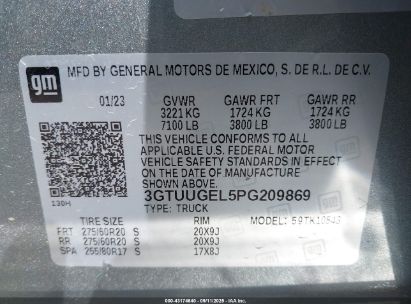 gm
MFD BY GENERAL MOTORS DE MEXICO, S. DE R.L. DE C.V.
01/23 GVWR GAWR FRT GAWR RR
3221 KG 1724 KG 1724 KG
7100 LB 3800 LB 3800 LB
THIS VEHICLE CONFORMS TO ALL
APPLICABLE U.S. FEDERAL MOTOR
VEHICLE SAFETY STANDARDS IN
EFFECT ON THE DATE OF MANUFACTURE
SHOWN ABOVE.
130H
3GTUUGEL5PG209869
TYPE: TRUCK
TIRE SIZE RIM MODEL:
FRT 275/60R20 S 20X9J
RR 275/60R20 S 20X9J
SPA 265/80R17 S 17X8J